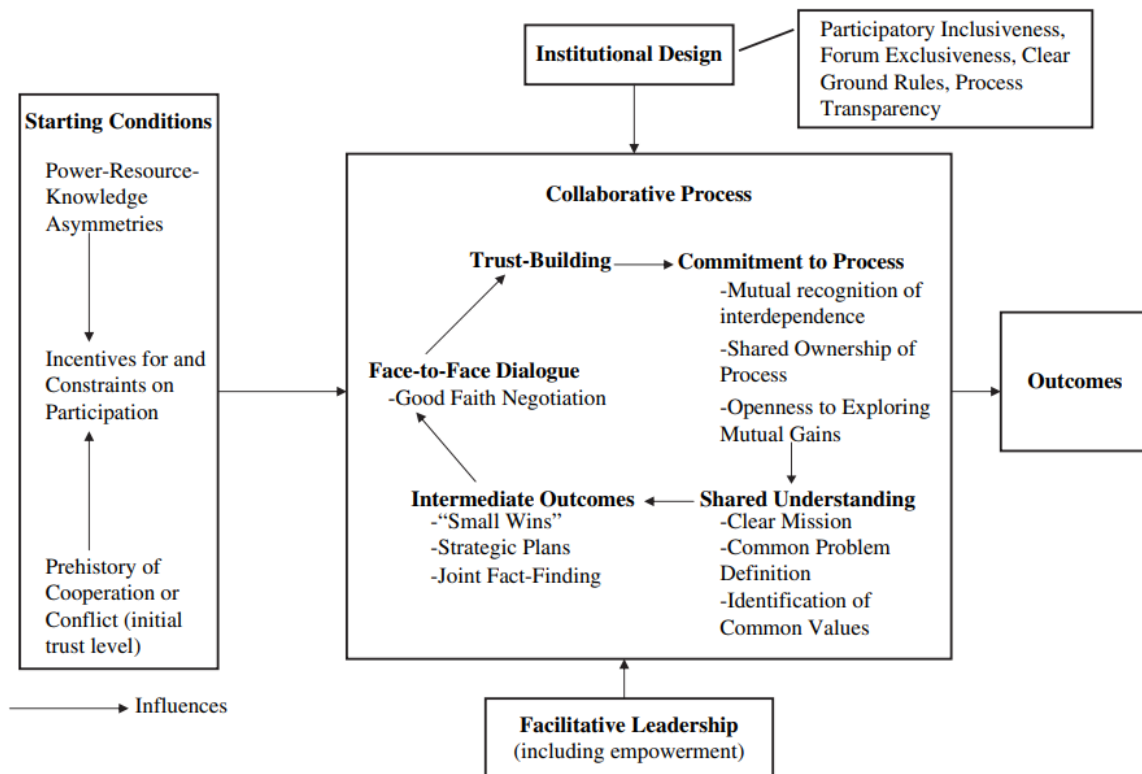 Institutional Design
Participatory Inclusiveness,
Forum Exclusiveness, Clear
Ground Rules, Process
Transparency
Starting Conditions
Power-Resource-
Knowledge
Asymmetries
Incentives for and
Constraints on
Participation
Prehistory of
Cooperation or
Conflict (initial
trust level)
Influences
Collaborative Process
Trust-Building
Commitment to Process
-Mutual recognition of
interdependence
-Shared Ownership of
Process
-Openness to Exploring
Mutual Gains
Face-to-Face Dialogue
-Good Faith Negotiation
Intermediate Outcomes
-“Small Wins”
-Strategic Plans
-Joint Fact-Finding
Shared Understanding
-Clear Mission
-Common Problem
Definition
-Identification of
Common Values
Outcomes
Facilitative Leadership
(including empowerment)